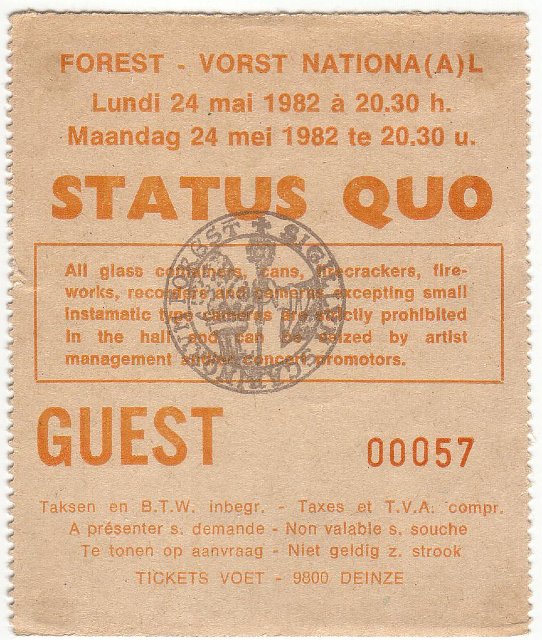 FOREST - VORST NATIONA(A)L
Lundi 24 mai 1982 à 20.30 h.
Maandag 24 mei 1982 te 20.30 u.
STATUS QUO
All glass containers, cans, firecrackers, fire-
works, recorders and cameras excepting small
instamatic type cameras are strictly prohibited
in the hall and can be seized by artist
management and/or concert promotors.
GUEST
00057
Taksen en B.T.W. inbegr. - Taxes et T.V.A. compr.
A présenter s. demande - Non valable s. souche
Te tonen op aanvraag - Niet geldig z. strook
TICKETS VOET - 9800 DEINZE